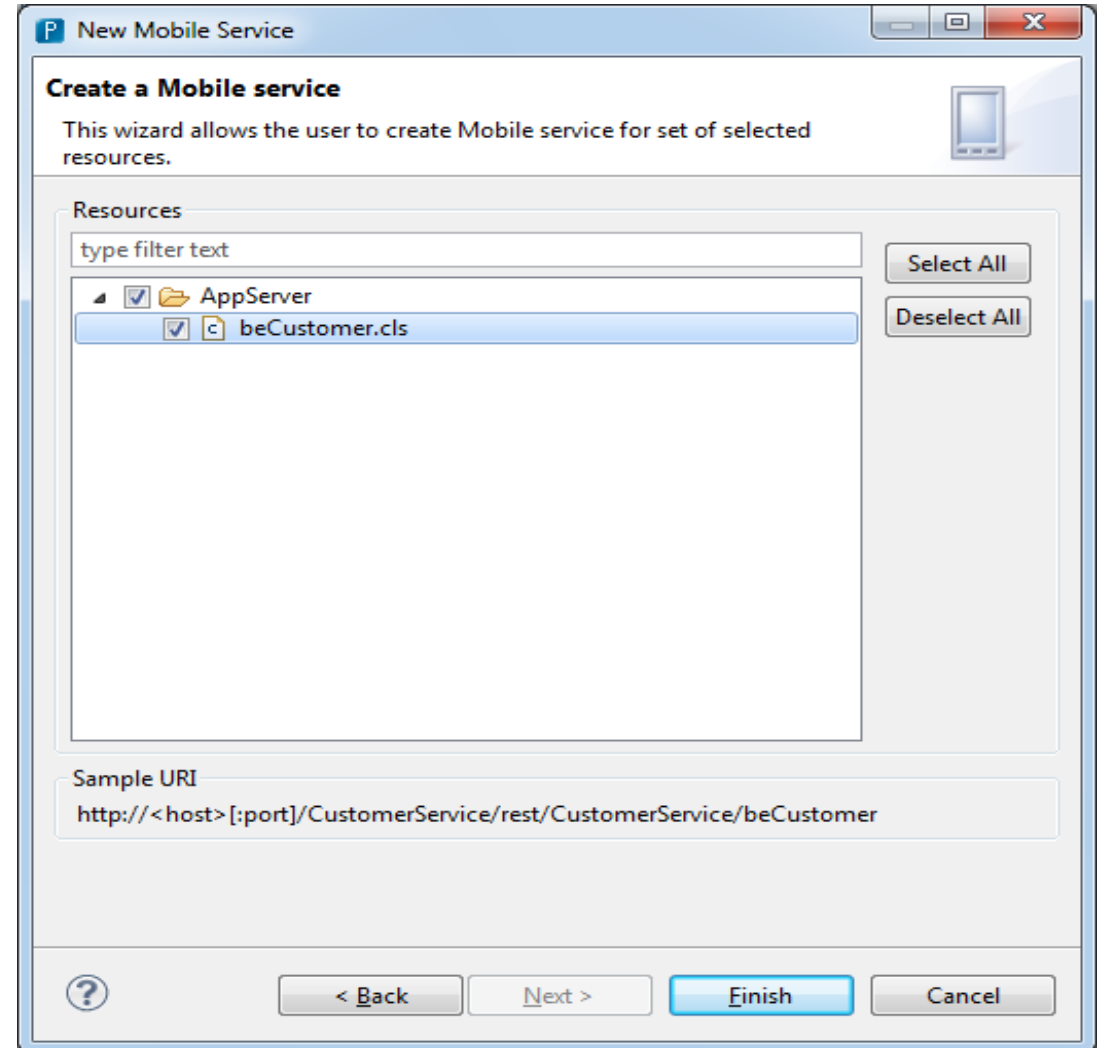 New Mobile Service
Create a Mobile service
This wizard allows the user to create Mobile service for set of selected
resources.
Resources
type filter text
Select All
AppServer
Deselect All
beCustomer.cls
Sample URI
http://<host>[:port]/CustomerService/rest/CustomerService/beCustomer
< Back
Next >
Finish
Cancel